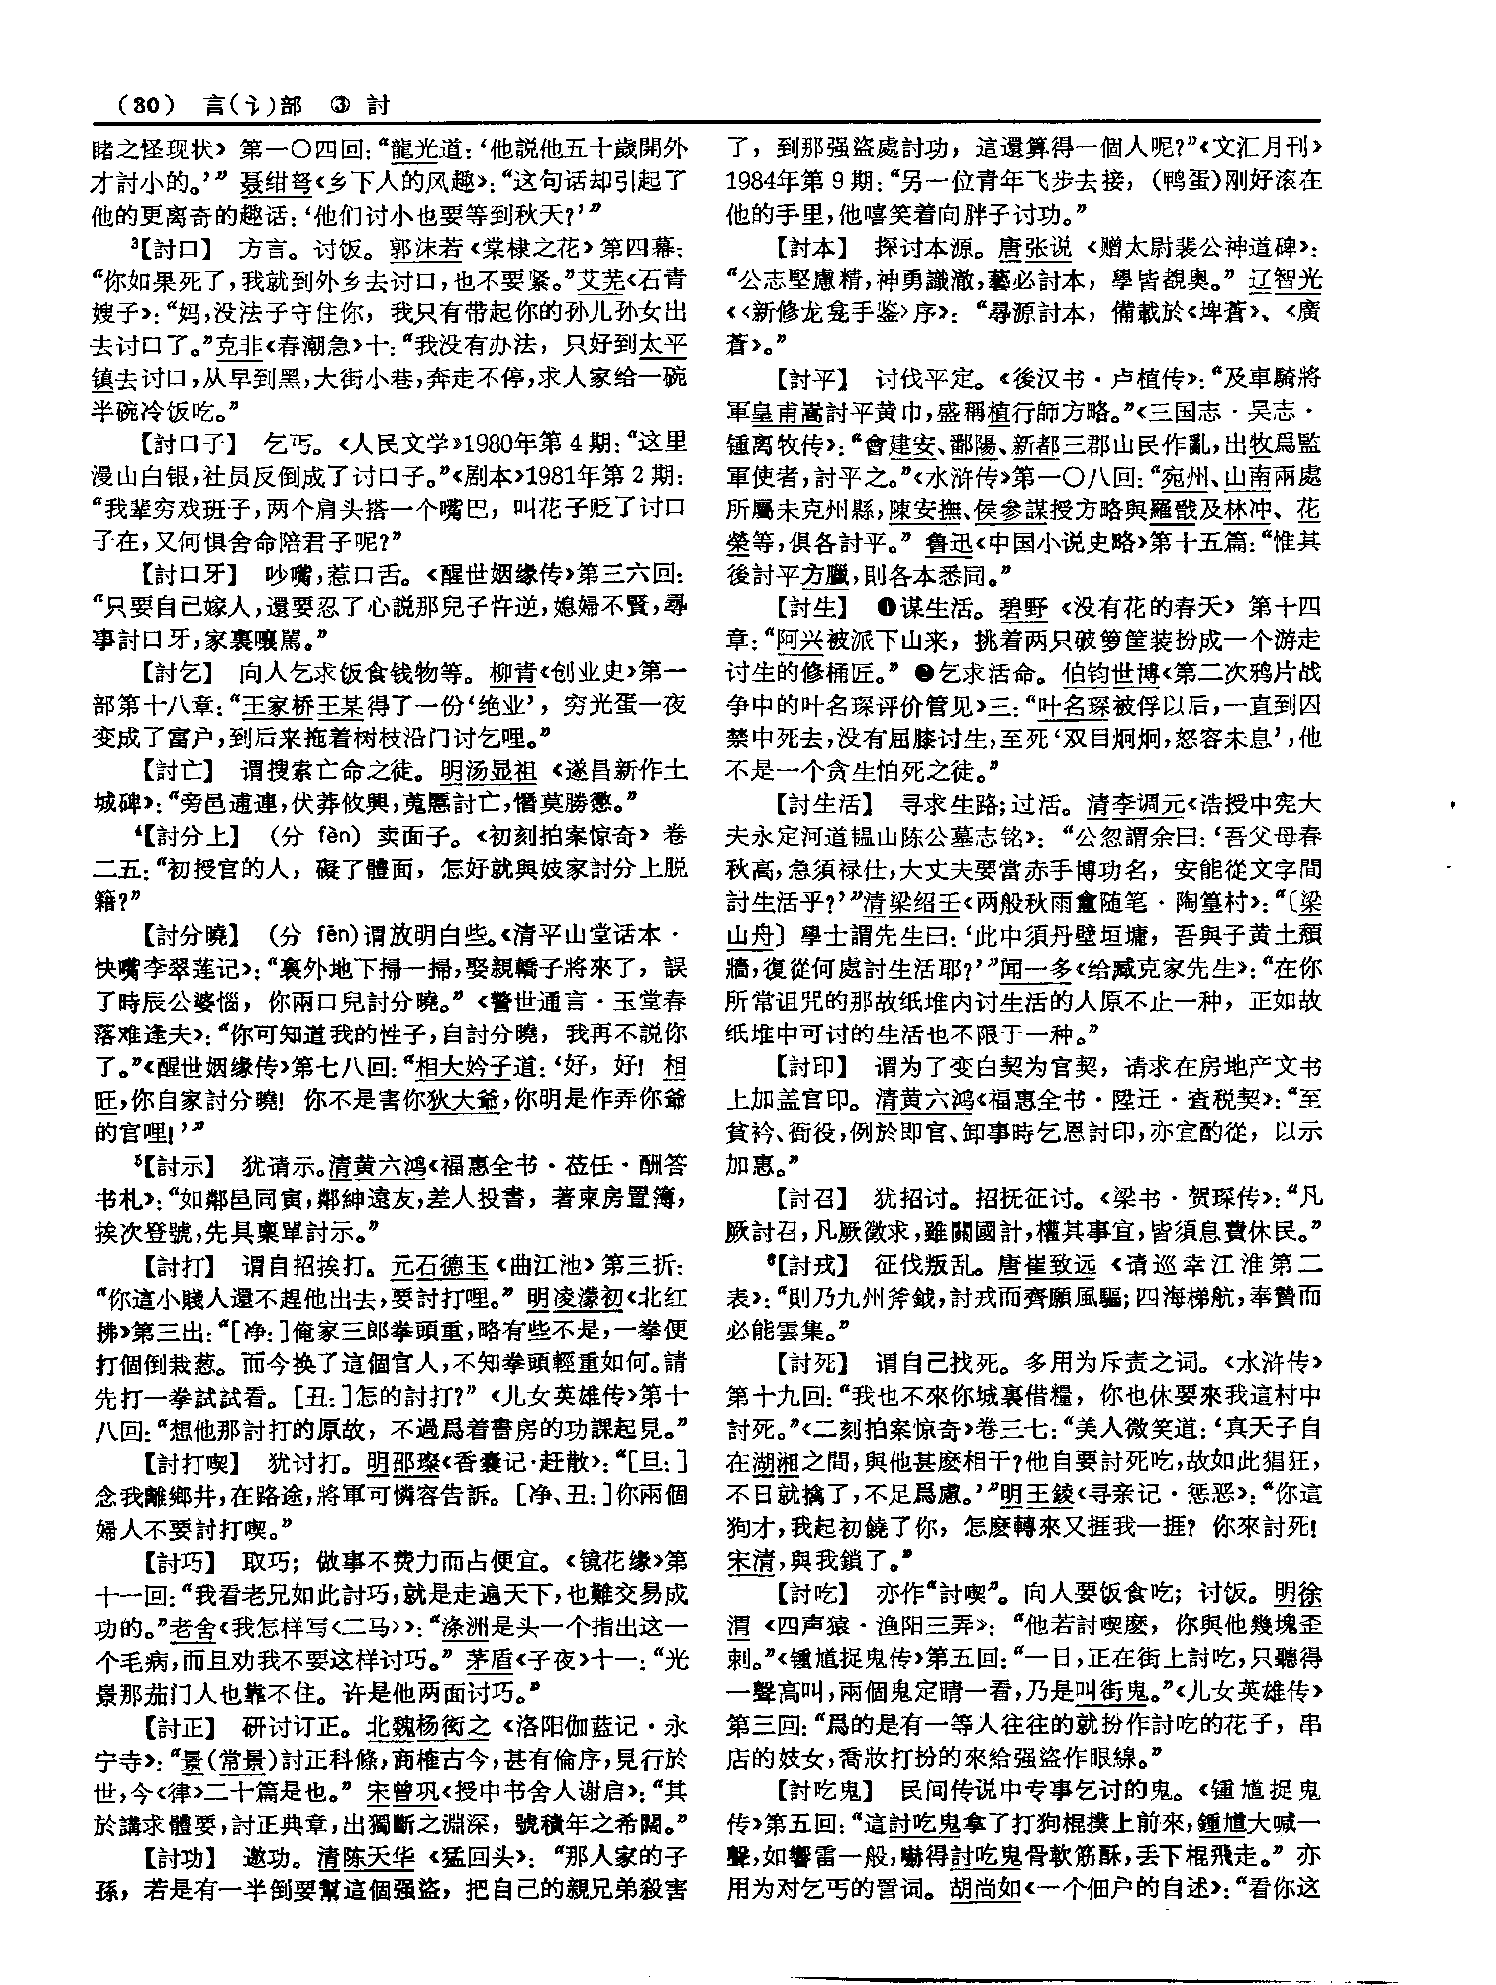 (30) 言(讠)部 ③ 討
睹之怪现状》第一〇四回：“龍光道：‘他説他五十歲開外
才討小的。’”聂绀弩《乡下人的风趣》：“这句话却引起了
他的更离奇的趣话：‘他们讨小也要等到秋天？’”
³【討口】 方言。讨饭。郭沫若《棠棣之花》第四幕：
“你如果死了，我就到外乡去讨口，也不要紧。”艾芜《石青
嫂子》：“妈，没法子守住你，我只有带起你的孙儿孙女出
去讨口了。”克非《春潮急》十：“我没有办法，只好到太平
镇去讨口，从早到黑，大街小巷，奔走不停，求人家给一碗
半碗冷饭吃。”
【討口子】 乞丐。《人民文学》1980年第4期：“这里
漫山白银，社员反倒成了讨口子。”《剧本》1981年第2期：
“我辈穷戏班子，两个肩头搭一个嘴巴，叫花子贬了讨口
子在，又何惧舍命陪君子呢？”
【討口牙】 吵嘴，惹口舌。《醒世姻缘传》第三六回：
“只要自己嫁人，還要忍了心説那兒子忤逆，媳婦不賢，尋
事討口牙，家裏嚷罵。”
【討乞】 向人乞求饭食钱物等。柳青《创业史》第一
部第十八章：“王家桥王某得了一份‘绝业’，穷光蛋一夜
变成了富户，到后来拖着树枝沿门讨乞哩。”
【討亡】 谓搜索亡命之徒。明汤显祖《遂昌新作土
城碑》：“旁邑逋連，伏莽攸興，蒐慝討亡，僭莫勝懲。”
⁴【討分上】 （分 fèn）卖面子。《初刻拍案惊奇》卷
二五：“初授官的人，礙了體面，怎好就與妓家討分上脱
籍？”
【討分曉】 （分 fēn）谓放明白些。《清平山堂话本·
快嘴李翠莲记》：“裏外地下掃一掃，娶親轎子將來了，誤
了時辰公婆惱，你兩口兒討分曉。”《警世通言·玉堂春
落难逢夫》：“你可知道我的性子，自討分曉，我再不説你
了。”《醒世姻缘传》第七八回：“相大妗子道：‘好，好！相
旺，你自家討分曉！你不是害你狄大爺，你明是作弄你爺
的官哩！’”
⁵【討示】 犹请示。清黄六鸿《福惠全书·莅任·酬答
书札》：“如鄰邑同寅，鄰紳遠友，差人投書，著柬房置簿，
挨次登號，先具稟單討示。”
【討打】 谓自招挨打。元石德玉《曲江池》第三折：
“你這小賤人還不趕他出去，要討打哩。”明凌濛初《北红
拂》第三出：“［净：］俺家三郎拳頭重，略有些不是，一拳便
打個倒栽葱。而今换了這個官人，不知拳頭輕重如何。請
先打一拳試試看。［丑：］怎的討打？”《儿女英雄传》第十
八回：“想他那討打的原故，不過爲着書房的功課起見。”
【討打喫】 犹讨打。明邵璨《香囊记·赶散》：“［旦：］
念我離鄉井，在路途，將軍可憐容告訴。［净、丑：］你兩個
婦人不要討打喫。”
【討巧】 取巧；做事不费力而占便宜。《镜花缘》第
十一回：“我看老兄如此討巧，就是走遍天下，也難交易成
功的。”老舍《我怎样写〈二马〉》：“涤洲是头一个指出这一
个毛病，而且劝我不要这样讨巧。”茅盾《子夜》十一：“光
景那茄门人也靠不住。许是他两面讨巧。”
【討正】 研讨订正。北魏杨衒之《洛阳伽蓝记·永
宁寺》：“景（常景）討正科條，商榷古今，甚有倫序，見行於
世，今《律》二十篇是也。”宋曾巩《授中书舍人谢启》：“其
於講求體要，討正典章，出獨斷之淵深，號積年之希闊。”
【討功】 邀功。清陈天华《猛回头》：“那人家的子
孫，若是有一半倒要幫這個强盜，把自己的親兄弟殺害
了，到那强盜處討功，這還算得一個人呢？”《文汇月刊》
1984年第9期：“另一位青年飞步去接，（鸭蛋）刚好滚在
他的手里，他嘻笑着向胖子讨功。”
【討本】 探讨本源。唐张说《赠太尉裴公神道碑》：
“公志堅慮精，神勇識澈，藝必討本，學皆覩奥。”辽智光
《〈新修龙龛手鉴〉序》：“尋源討本，備載於《埤蒼》、《廣
蒼》。”
【討平】 讨伐平定。《後汉书·卢植传》：“及車騎將
軍皇甫嵩討平黄巾，盛稱植行師方略。”《三国志·吴志·
锺离牧传》：“會建安、鄱陽、新都三郡山民作亂，出牧爲監
軍使者，討平之。”《水浒传》第一〇八回：“宛州、山南兩處
所屬未克州縣，陳安撫、侯參謀授方略與羅戩及林冲、花
榮等，俱各討平。”鲁迅《中国小说史略》第十五篇：“惟其
後討平方臘，則各本悉同。”
【討生】 ❶谋生活。碧野《没有花的春天》第十四
章：“阿兴被派下山来，挑着两只破箩筐装扮成一个游走
讨生的修桶匠。”❷乞求活命。伯钧世博《第二次鸦片战
争中的叶名琛评价管见》三：“叶名琛被俘以后，一直到囚
禁中死去，没有屈膝讨生，至死‘双目炯炯，怒容未息’，他
不是一个贪生怕死之徒。”
【討生活】 寻求生路；过活。清李调元《诰授中宪大
夫永定河道韫山陈公墓志铭》：“公忽謂余曰：‘吾父母春
秋高，急須禄仕，大丈夫要當赤手博功名，安能從文字間
討生活乎？’”清梁绍壬《两般秋雨盦随笔·陶篁村》：“〔梁
山舟〕學士謂先生曰：‘此中須丹壁垣墉，吾與子黄土頽
牆，復從何處討生活耶？’”闻一多《给臧克家先生》：“在你
所常诅咒的那故纸堆内讨生活的人原不止一种，正如故
纸堆中可讨的生活也不限于一种。”
【討印】 谓为了变白契为官契，请求在房地产文书
上加盖官印。清黄六鸿《福惠全书·陞迁·查税契》：“至
貧衿、衙役，例於即官、卸事時乞恩討印，亦宜酌從，以示
加惠。”
【討召】 犹招讨。招抚征讨。《梁书·贺琛传》：“凡
厥討召，凡厥徵求，雖關國計，權其事宜，皆須息費休民。”
⁶【討戎】 征伐叛乱。唐崔致远《请巡幸江淮第二
表》：“則乃九州斧鉞，討戎而齊願風驅；四海梯航，奉贄而
必能雲集。”
【討死】 谓自己找死。多用为斥责之词。《水浒传》
第十九回：“我也不來你城裏借糧，你也休要來我這村中
討死。”《二刻拍案惊奇》卷三七：“美人微笑道：‘真天子自
在湖湘之間，與他甚麽相干？他自要討死吃，故如此猖狂，
不日就擒了，不足爲慮。’”明王錂《寻亲记·惩恶》：“你這
狗才，我起初饒了你，怎麽轉來又捱我一捱？你來討死！
宋清，與我鎖了。”
【討吃】 亦作“討喫”。向人要饭食吃；讨饭。明徐
渭《四声猿·渔阳三弄》：“他若討喫麽，你與他幾塊歪
剌。”《锺馗捉鬼传》第五回：“一日，正在街上討吃，只聽得
一聲高叫，兩個鬼定睛一看，乃是叫街鬼。”《儿女英雄传》
第三回：“爲的是有一等人往往的就扮作討吃的花子，串
店的妓女，喬妝打扮的來給强盜作眼線。”
【討吃鬼】 民间传说中专事乞讨的鬼。《锺馗捉鬼
传》第五回：“這討吃鬼拿了打狗棍撲上前來，鍾馗大喊一
聲，如響雷一般，嚇得討吃鬼骨軟筋酥，丢下棍飛走。”亦
用为对乞丐的詈词。胡尚如《一个佃户的自述》：“看你这